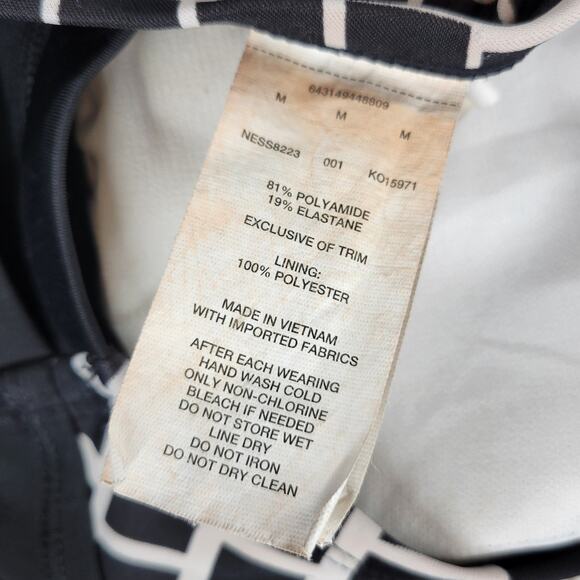 643149448809
M M M
NESS8223 001 KO15971
81% POLYAMIDE
19% ELASTANE
EXCLUSIVE OF TRIM
LINING:
100% POLYESTER
MADE IN VIETNAM
WITH IMPORTED FABRICS
AFTER EACH WEARING
HAND WASH COLD
ONLY NON-CHLORINE
BLEACH IF NEEDED
DO NOT STORE WET
LINE DRY
DO NOT IRON
DO NOT DRY CLEAN